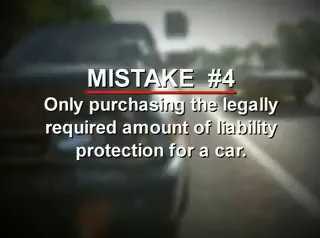 MISTAKE #4
Only purchasing the legally
required amount of liability
protection for a car.